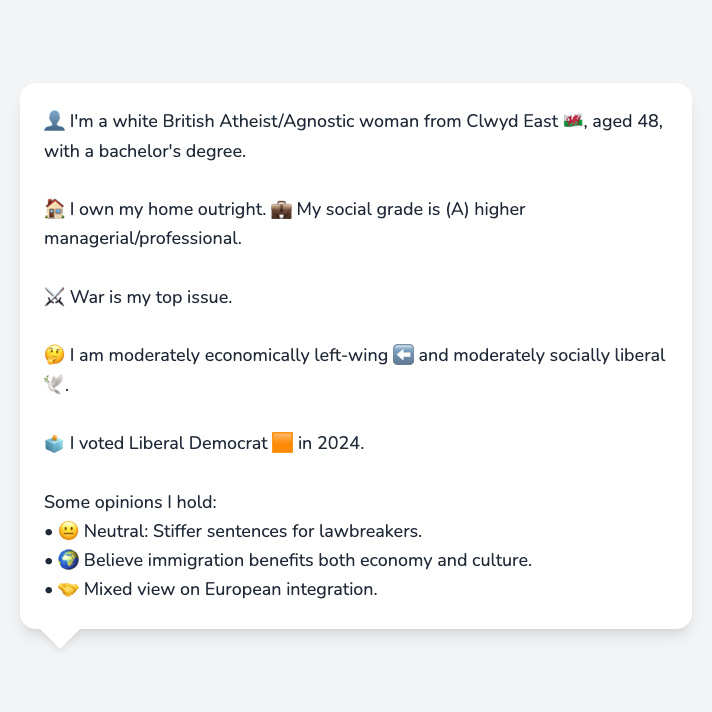 👤 I'm a white British Atheist/Agnostic woman from Clwyd East 🏴󠁧󠁢󠁷󠁬󠁳󠁿, aged 48,
with a bachelor's degree.
🏠 I own my home outright. 💼 My social grade is (A) higher
managerial/professional.
⚔️ War is my top issue.
🤔 I am moderately economically left-wing ⬅️ and moderately socially liberal
🕊️.
🗳️ I voted Liberal Democrat 🟧 in 2024.
Some opinions I hold:
• 😐 Neutral: Stiffer sentences for lawbreakers.
• 🌍 Believe immigration benefits both economy and culture.
• 🤝 Mixed view on European integration.